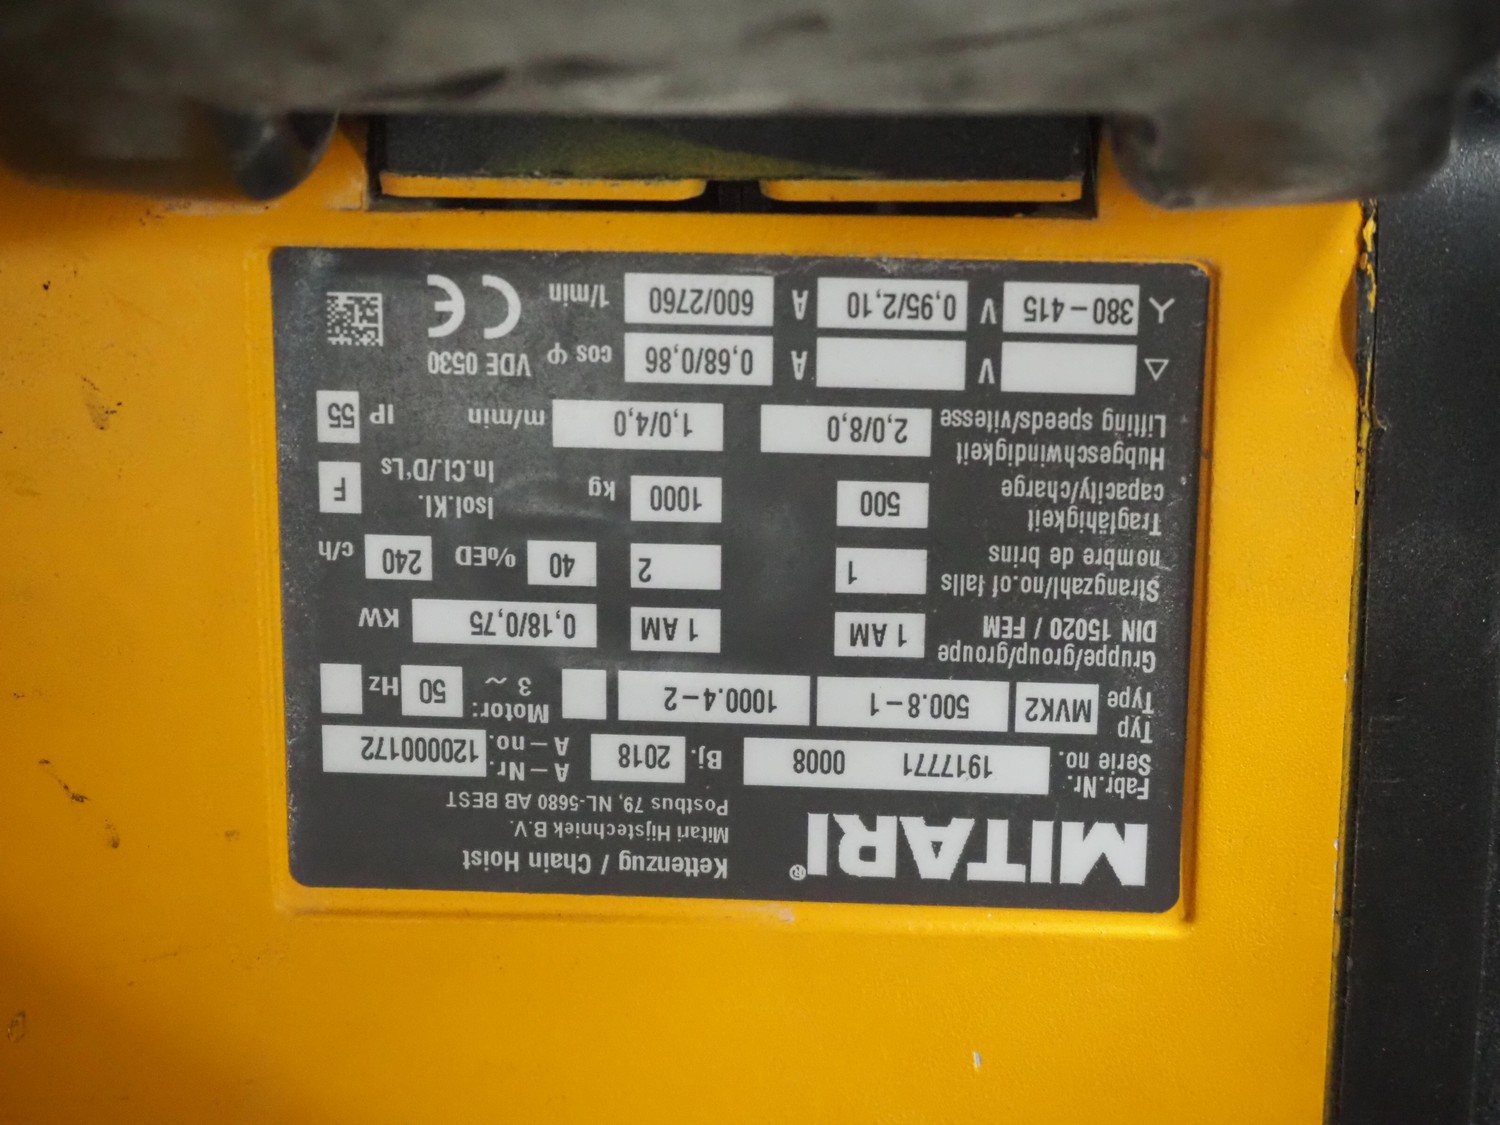 MITARI®
Kettenzug / Chain Hoist
Mitari Hijstechniek B.V.
Postbus 79, NL-5680 AB BEST
Fabr.Nr. Serie no. 1917771 0008 Bj. 2018 A-Nr. A-no. 120000172
Typ Type MVK2 500.8-1 1000.4-2 Motor: 3 ~ 50 Hz
Gruppe/group/groupe DIN 15020 / FEM 1 AM 1 AM 0,18/0,75 KW
Strangzahl/no.of falls nombre de brins 1 2 40 %ED 240 c/h
Tragfähigkeit capacity/charge 500 1000 kg Isol.Kl. In.Cl./D'Ls F
Hubgeschwindigkeit Lifting speeds/vitesse 2,0/8,0 1,0/4,0 m/min IP 55
△ V A 0,68/0,86 cos φ VDE 0530
Y 380-415 V 0,95/2,10 A 600/2760 1/min CE